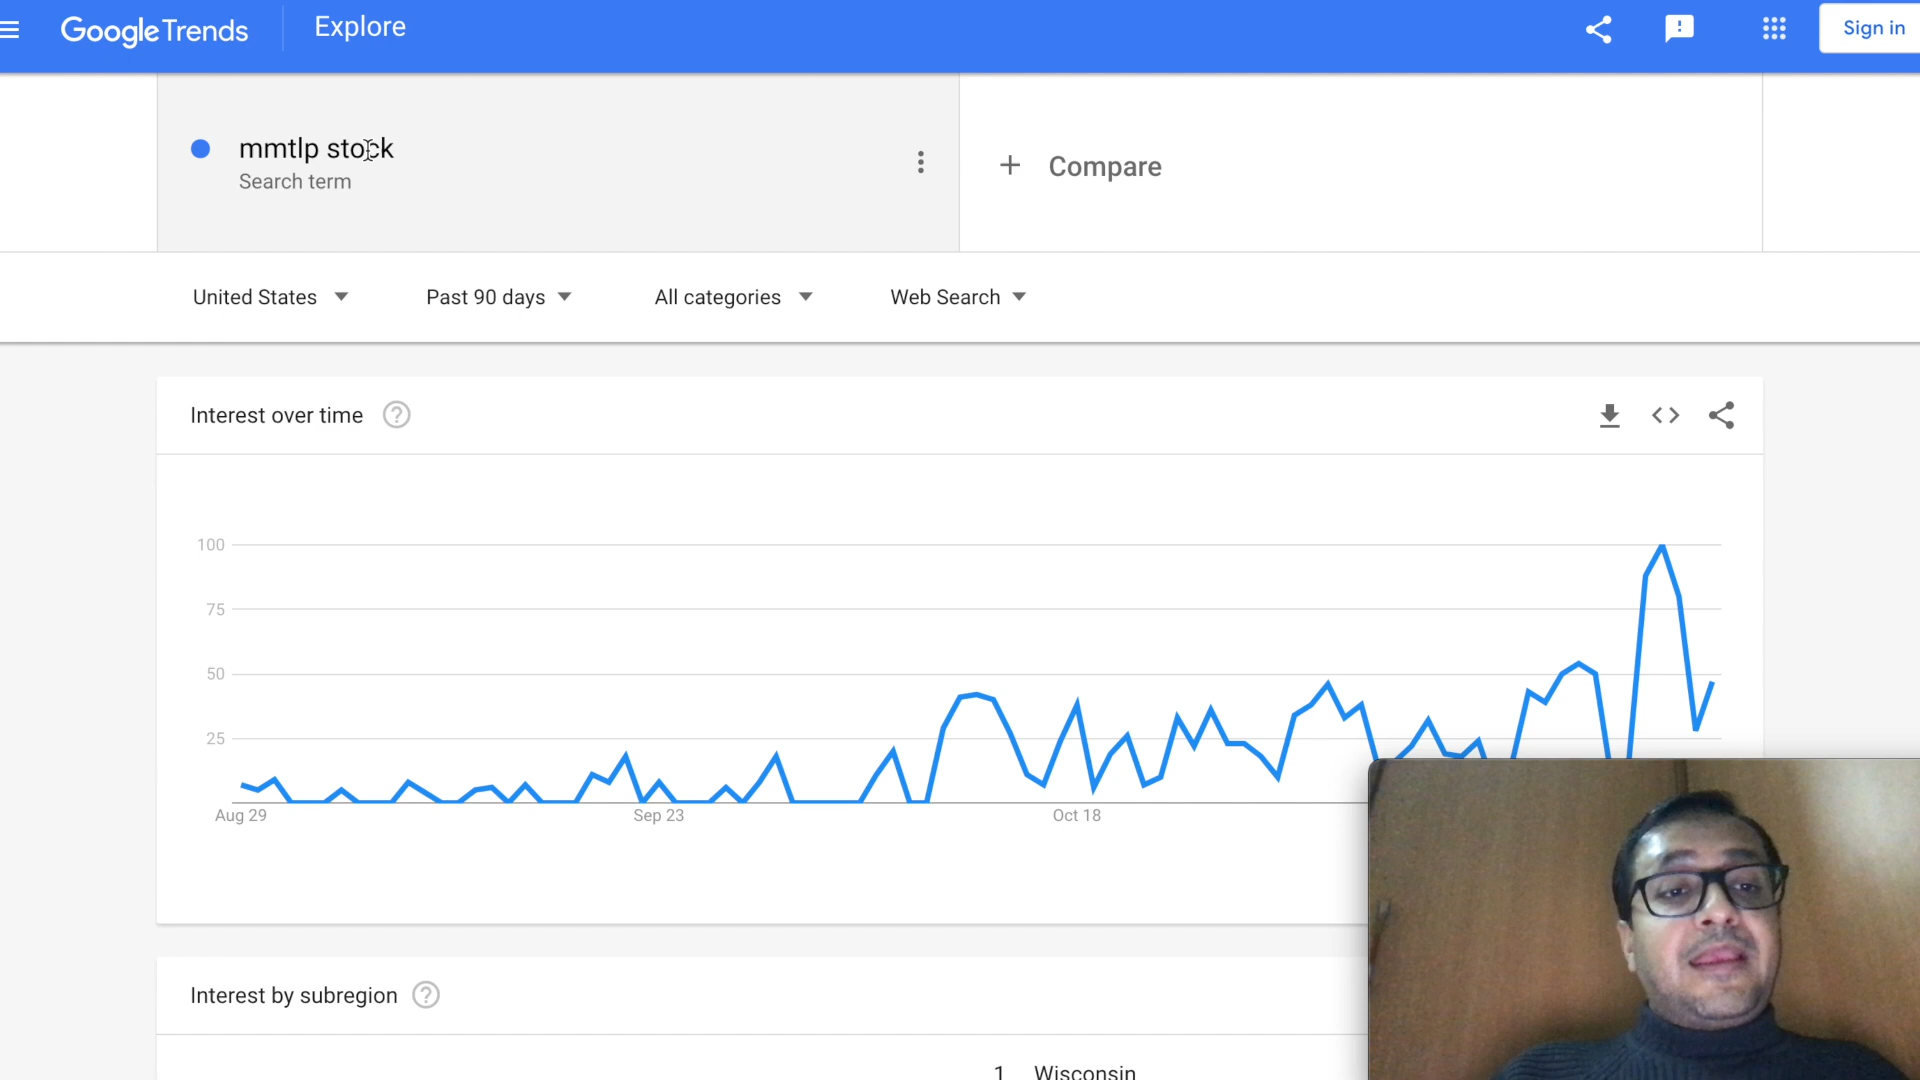 Google Trends Explore Sign in
mmtlp stock
Search term
+ Compare
United States Past 90 days All categories Web Search
Interest over time ?
100
75
50
25
Aug 29 Sep 23 Oct 18
Interest by subregion ?
1 Wisconsin